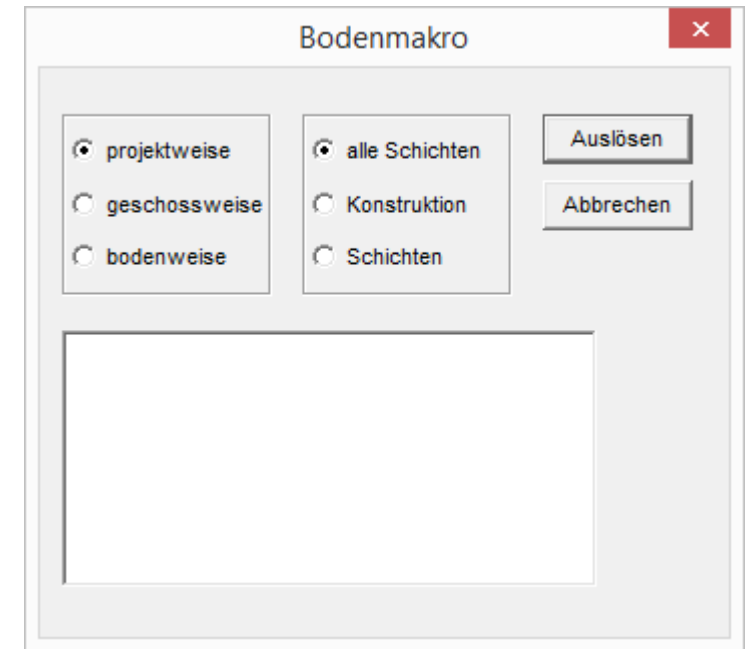 Bodenmakro
projektweise
geschossweise
bodenweise
alle Schichten
Konstruktion
Schichten
Auslösen
Abbrechen